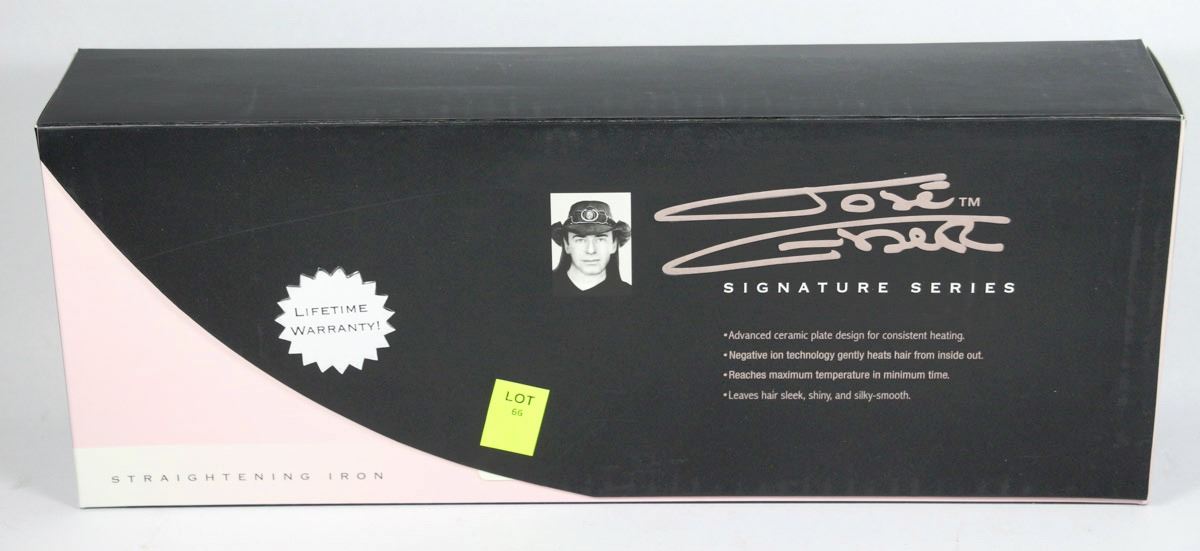 José™
Eber
SIGNATURE SERIES
•Advanced ceramic plate design for consistent heating.
•Negative ion technology gently heats hair from inside out.
•Reaches maximum temperature in minimum time.
•Leaves hair sleek, shiny, and silky-smooth.
LIFETIME
WARRANTY!
LOT
66
STRAIGHTENING IRON